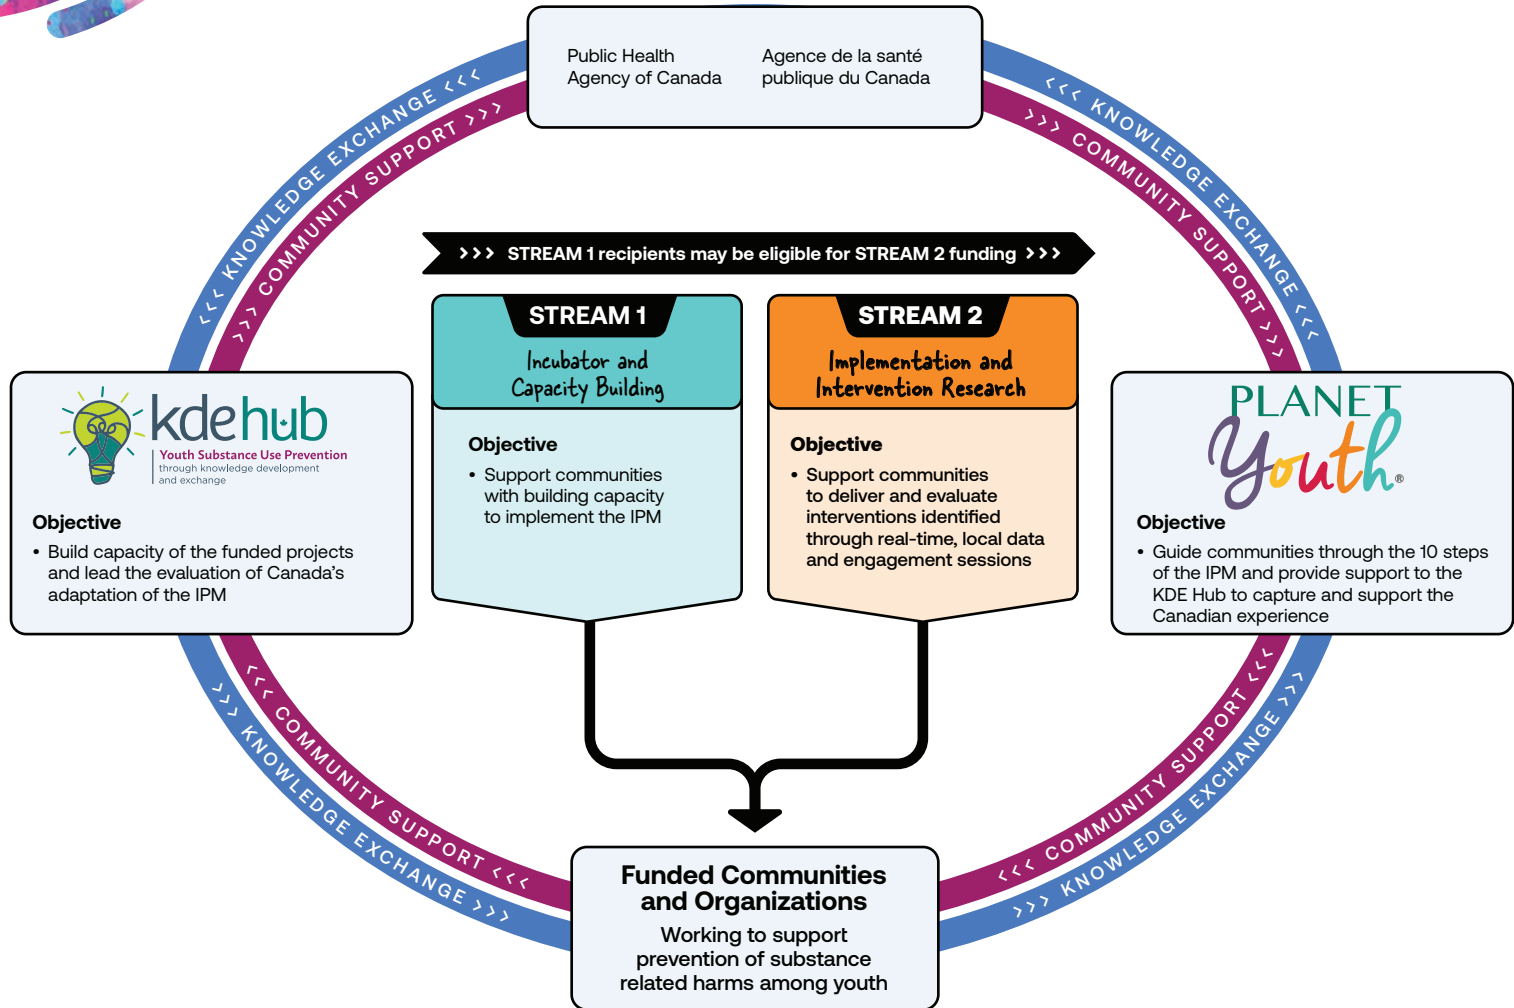 Public Health
Agency of Canada
Agence de la santé
publique du Canada
<<< KNOWLEDGE EXCHANGE <<<
>>> COMMUNITY SUPPORT >>>
<<< KNOWLEDGE EXCHANGE <<<
>>> COMMUNITY SUPPORT >>>
>>> STREAM 1 recipients may be eligible for STREAM 2 funding >>>
STREAM 1
Incubator and
Capacity Building
Objective
• Support communities
with building capacity
to implement the IPM
STREAM 2
Implementation and
Intervention Research
Objective
• Support communities
to deliver and evaluate
interventions identified
through real-time, local data
and engagement sessions
kdehub
Youth Substance Use Prevention
through knowledge development
and exchange
Objective
• Build capacity of the funded projects
and lead the evaluation of Canada's
adaptation of the IPM
PLANET
Youth®
Objective
• Guide communities through the 10 steps
of the IPM and provide support to the
KDE Hub to capture and support the
Canadian experience
<<< COMMUNITY SUPPORT <<<
>>> KNOWLEDGE EXCHANGE >>>
<<< COMMUNITY SUPPORT <<<
>>> KNOWLEDGE EXCHANGE >>>
Funded Communities
and Organizations
Working to support
prevention of substance
related harms among youth